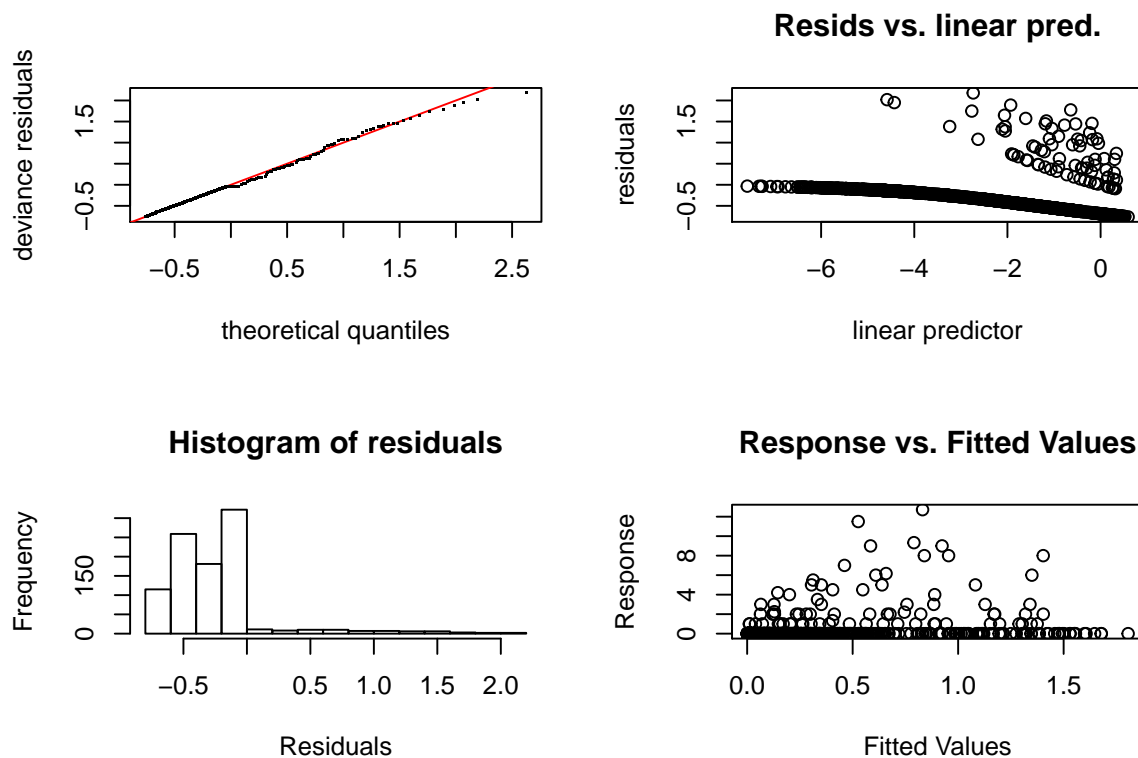 deviance residuals
−0.5
1.5
−0.5
0.5
1.5
2.5
theoretical quantiles
Resids vs. linear pred.
residuals
−0.5
1.5
−6
−4
−2
0
linear predictor
Histogram of residuals
Frequency
0
150
−0.5
0.5
1.0
1.5
2.0
Residuals
Response vs. Fitted Values
Response
0
4
8
0.0
0.5
1.0
1.5
Fitted Values